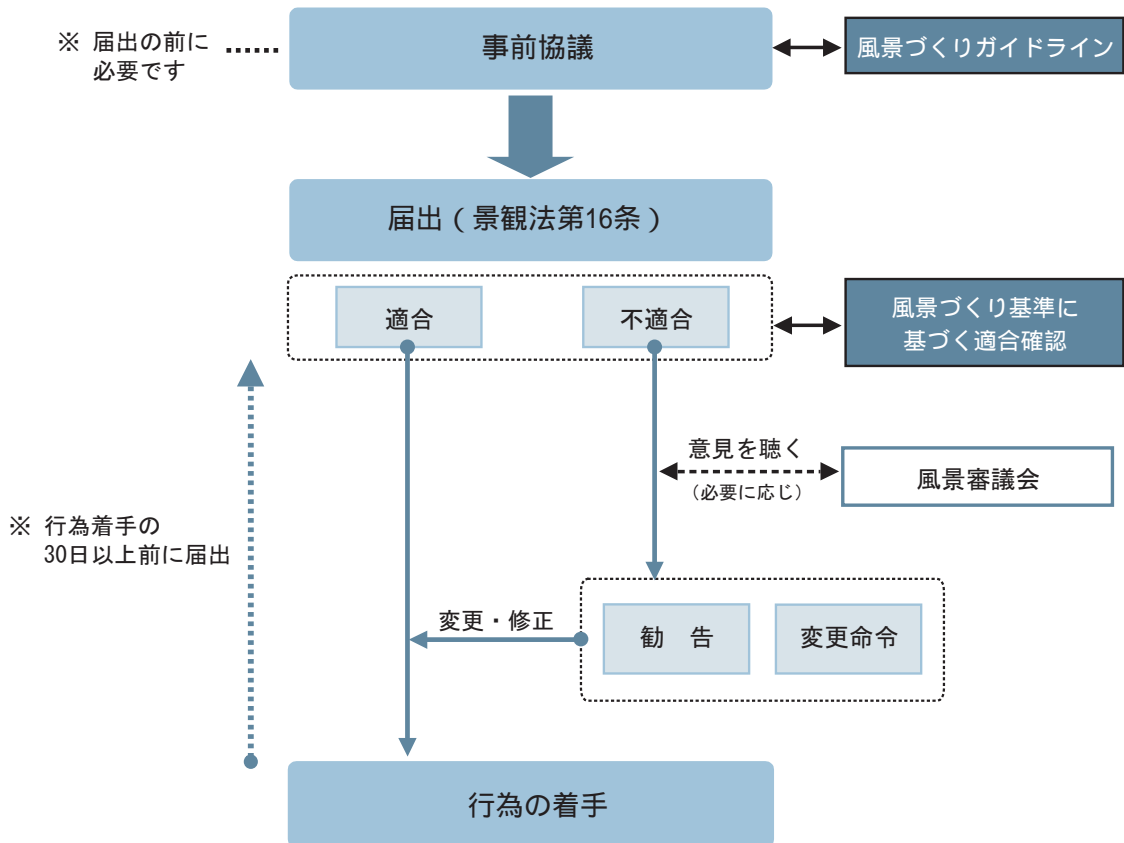 ※ 届出の前に
必要です
事前協議
風景づくりガイドライン
届出（景観法第16条）
適合
不適合
風景づくり基準に
基づく適合確認
意見を聴く
（必要に応じ）
風景審議会
※ 行為着手の
30日以上前に届出
変更・修正
勧　告
変更命令
行為の着手